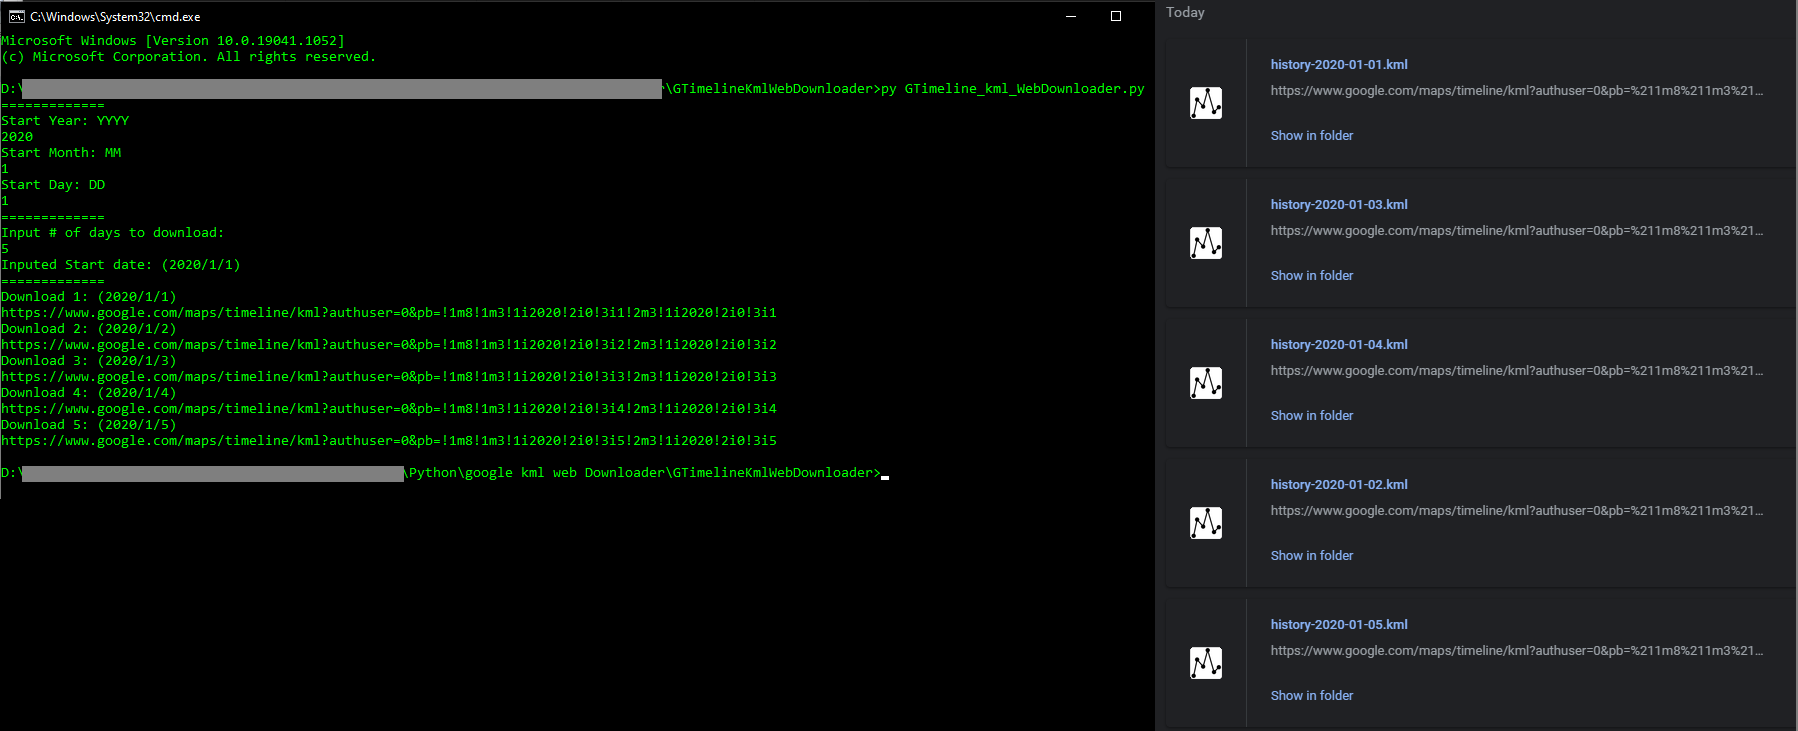 C:\Windows\System32\cmd.exe
Microsoft Windows [Version 10.0.19041.1052]
(c) Microsoft Corporation. All rights reserved.
D:\ \GTimelineKmlWebDownloader>py GTimeline_kml_WebDownloader.py
=============
Start Year: YYYY
2020
Start Month: MM
1
Start Day: DD
1
=============
Input # of days to download:
5
Inputed Start date: (2020/1/1)
=============
Download 1: (2020/1/1)
https://www.google.com/maps/timeline/kml?authuser=0&pb=!1m8!1m3!1i2020!2i0!3i1!2m3!1i2020!2i0!3i1
Download 2: (2020/1/2)
https://www.google.com/maps/timeline/kml?authuser=0&pb=!1m8!1m3!1i2020!2i0!3i2!2m3!1i2020!2i0!3i2
Download 3: (2020/1/3)
https://www.google.com/maps/timeline/kml?authuser=0&pb=!1m8!1m3!1i2020!2i0!3i3!2m3!1i2020!2i0!3i3
Download 4: (2020/1/4)
https://www.google.com/maps/timeline/kml?authuser=0&pb=!1m8!1m3!1i2020!2i0!3i4!2m3!1i2020!2i0!3i4
Download 5: (2020/1/5)
https://www.google.com/maps/timeline/kml?authuser=0&pb=!1m8!1m3!1i2020!2i0!3i5!2m3!1i2020!2i0!3i5
D:\ \Python\google kml web Downloader\GTimelineKmlWebDownloader>
Today
history-2020-01-01.kml
https://www.google.com/maps/timeline/kml?authuser=0&pb=%211m8%211m3%21...
Show in folder
history-2020-01-03.kml
https://www.google.com/maps/timeline/kml?authuser=0&pb=%211m8%211m3%21...
Show in folder
history-2020-01-04.kml
https://www.google.com/maps/timeline/kml?authuser=0&pb=%211m8%211m3%21...
Show in folder
history-2020-01-02.kml
https://www.google.com/maps/timeline/kml?authuser=0&pb=%211m8%211m3%21...
Show in folder
history-2020-01-05.kml
https://www.google.com/maps/timeline/kml?authuser=0&pb=%211m8%211m3%21...
Show in folder